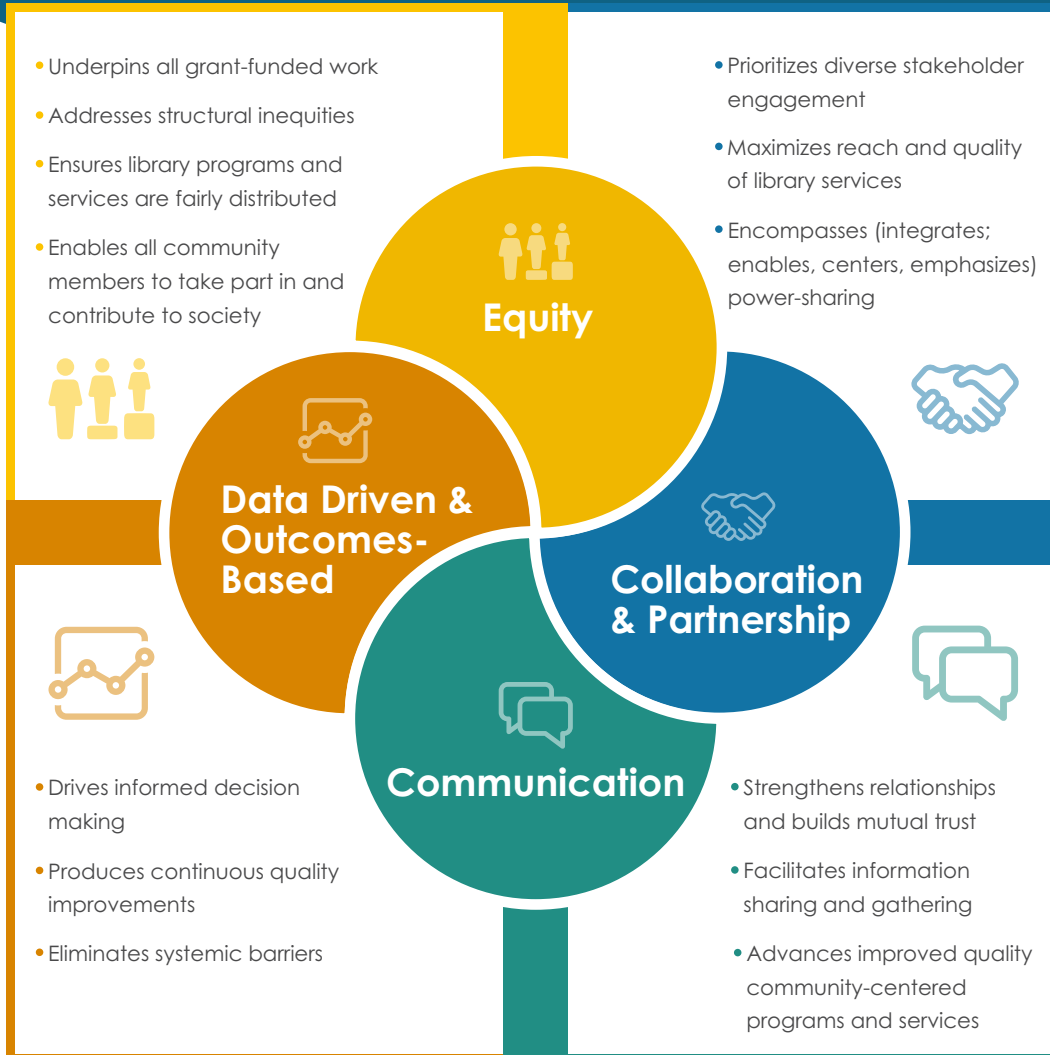 Underpins all grant-funded work
Addresses structural inequities
Ensures library programs and
services are fairly distributed
Enables all community
members to take part in and
contribute to society
Prioritizes diverse stakeholder
engagement
Maximizes reach and quality
of library services
Encompasses (integrates;
enables, centers, emphasizes)
power-sharing
Equity
Data Driven &
Outcomes-
Based
Collaboration
& Partnership
Communication
Drives informed decision
making
Produces continuous quality
improvements
Eliminates systemic barriers
Strengthens relationships
and builds mutual trust
Facilitates information
sharing and gathering
Advances improved quality
community-centered
programs and services